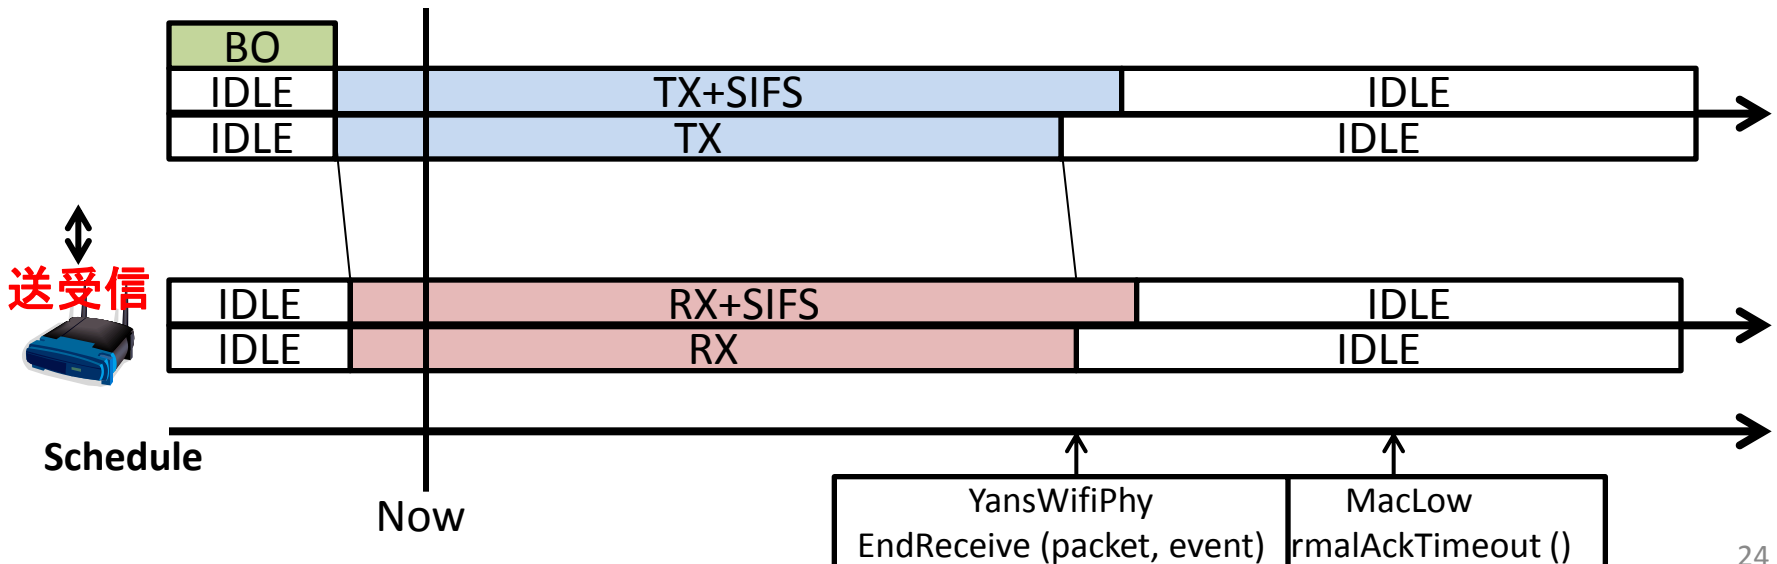 BO
IDLE TX+SIFS IDLE
IDLE TX IDLE
送受信
IDLE RX+SIFS IDLE
IDLE RX IDLE
Schedule
Now
YansWifiPhy
EndReceive (packet, event)
MacLow
rmalAckTimeout ()
24